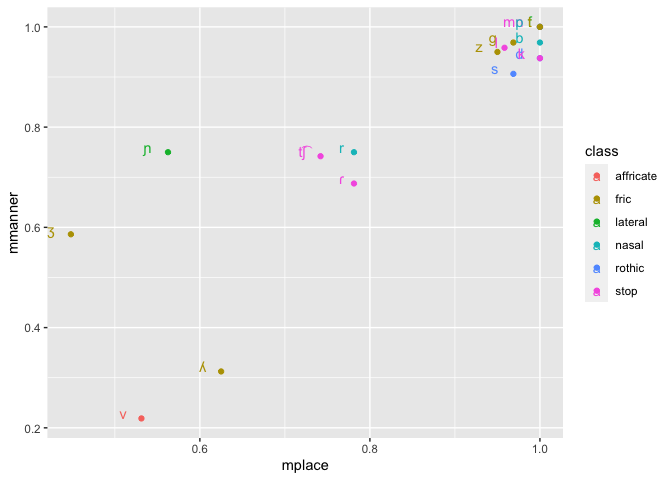 1.0
0.8
0.6
0.4
0.2
mmanner
z
g
b
s
ɲ
t͡ʃ
r
ɾ
ʒ
ʎ
v
0.6
0.8
1.0
mplace
class
a affricate
a fric
a lateral
a nasal
a rothic
a stop